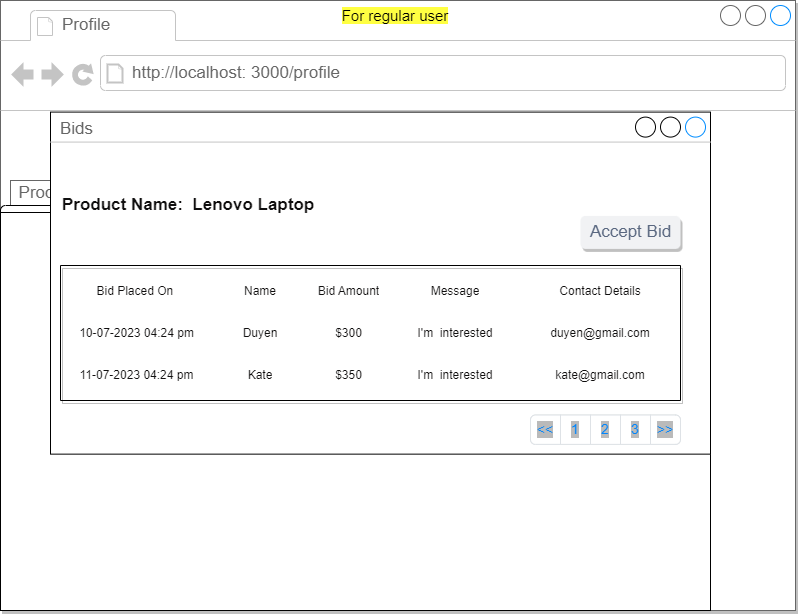 For regular user
Profile
http://localhost: 3000/profile
Bids
Proc
Product Name:  Lenovo Laptop
Accept Bid
Bid Placed On Name Bid Amount Message Contact Details
10-07-2023 04:24 pm Duyen $300 I'm  interested duyen@gmail.com
11-07-2023 04:24 pm Kate $350 I'm  interested kate@gmail.com
<< 1 2 3 >>